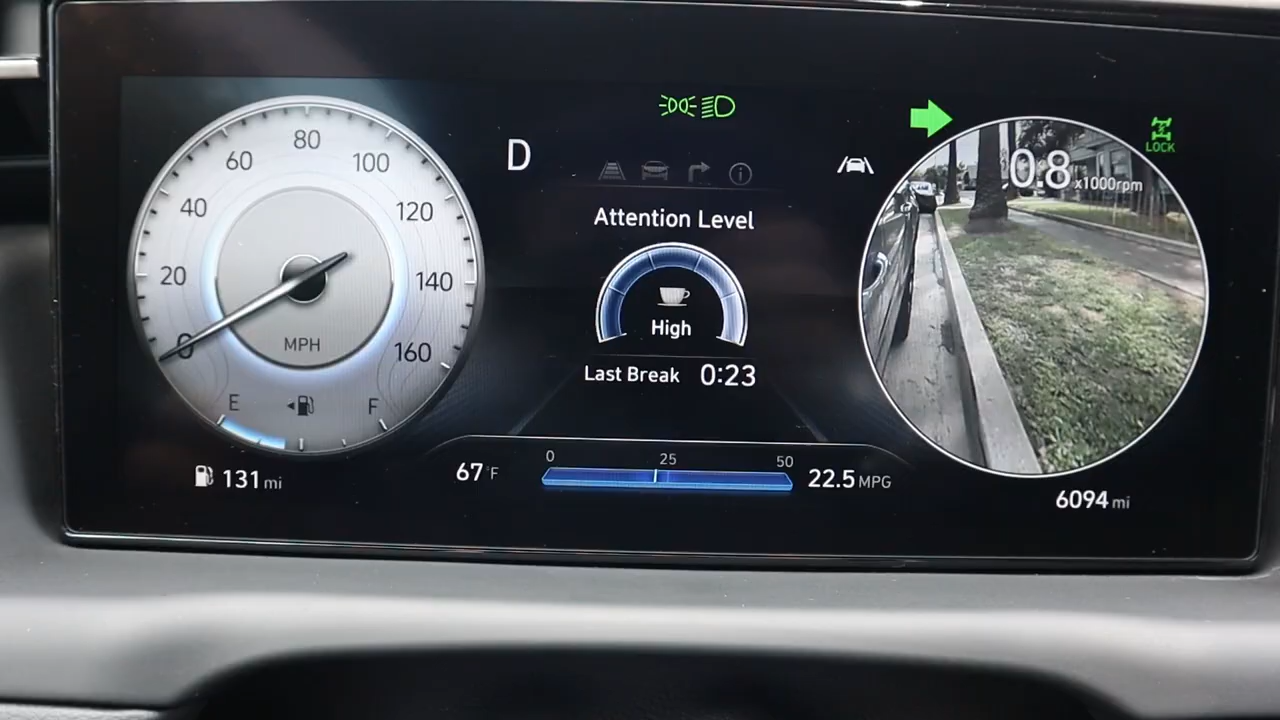 80
60
100
40
120
20
140
0
160
MPH
E
F
131 mi
D
Attention Level
High
Last Break 0:23
0
25
50
67°F
22.5 MPG
0.8 x1000rpm
LOCK
6094 mi